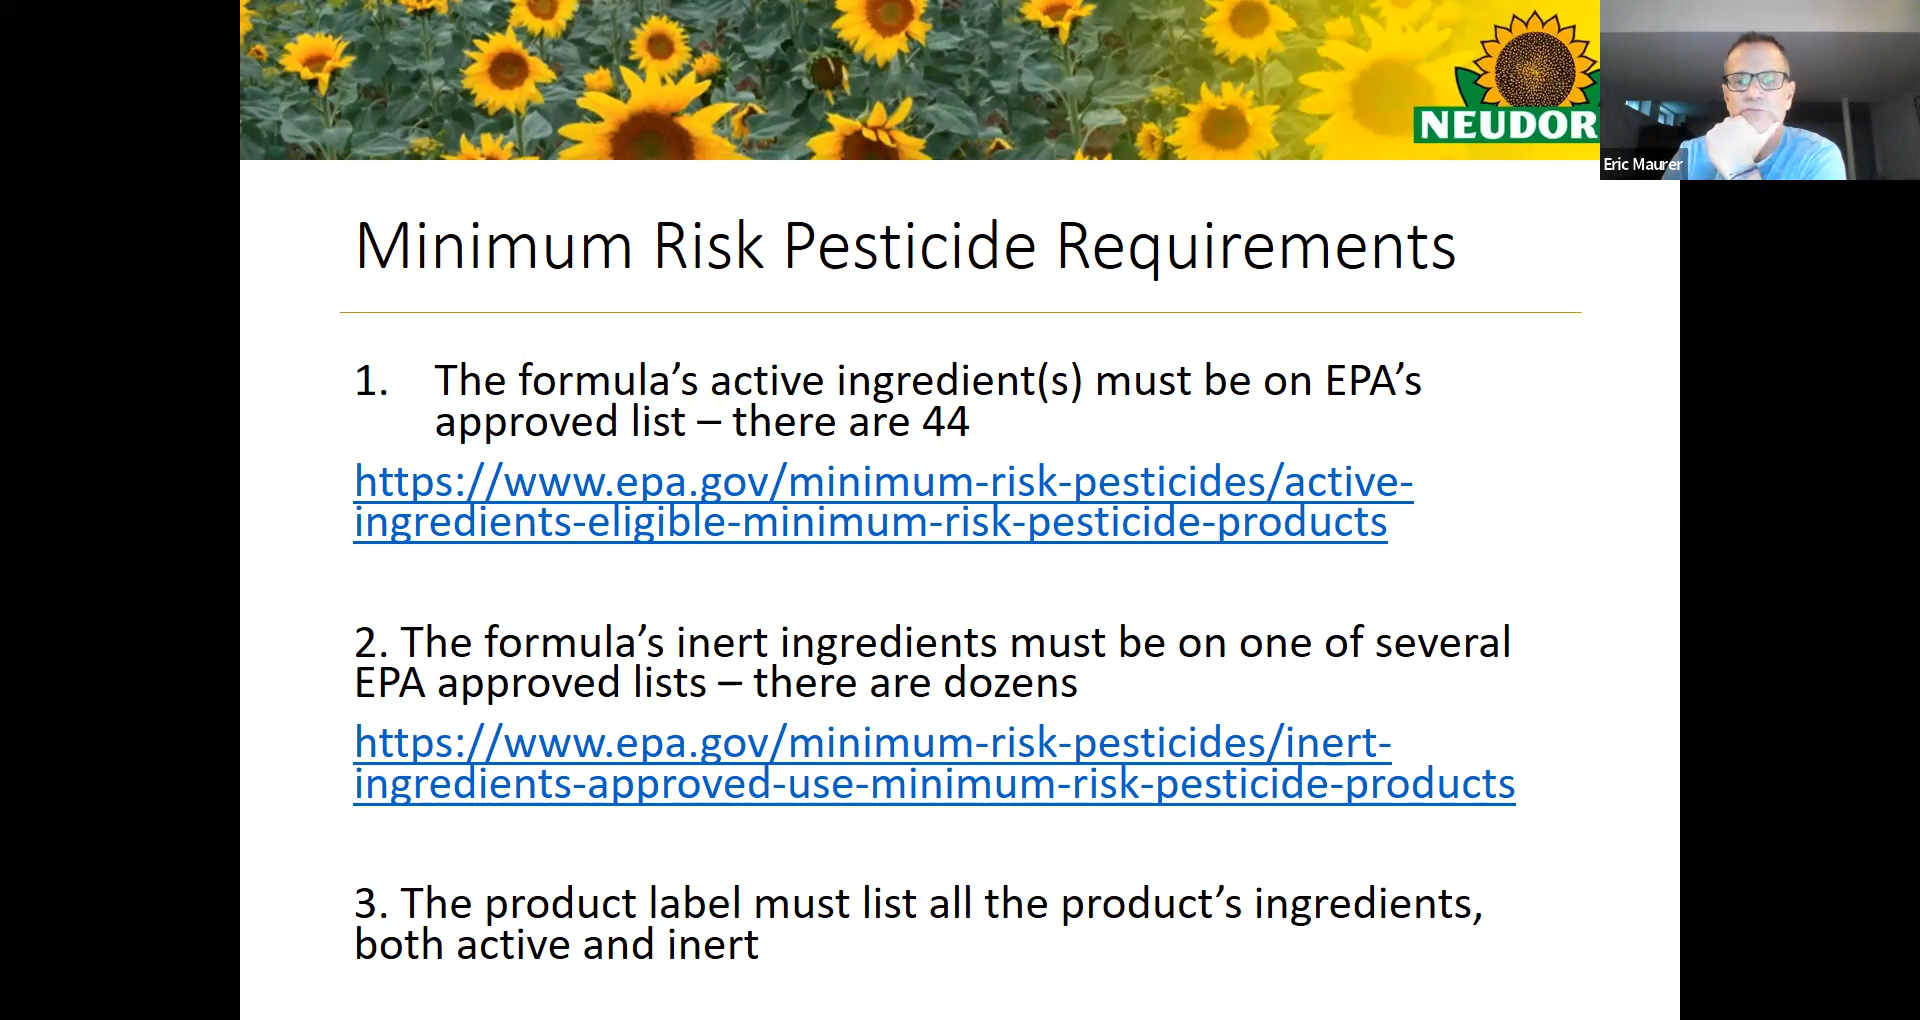 NEUDOR
Eric Maurer
Minimum Risk Pesticide Requirements
1. The formula’s active ingredient(s) must be on EPA’s
approved list – there are 44
https://www.epa.gov/minimum-risk-pesticides/active-
ingredients-eligible-minimum-risk-pesticide-products
2. The formula’s inert ingredients must be on one of several
EPA approved lists – there are dozens
https://www.epa.gov/minimum-risk-pesticides/inert-
ingredients-approved-use-minimum-risk-pesticide-products
3. The product label must list all the product’s ingredients,
both active and inert